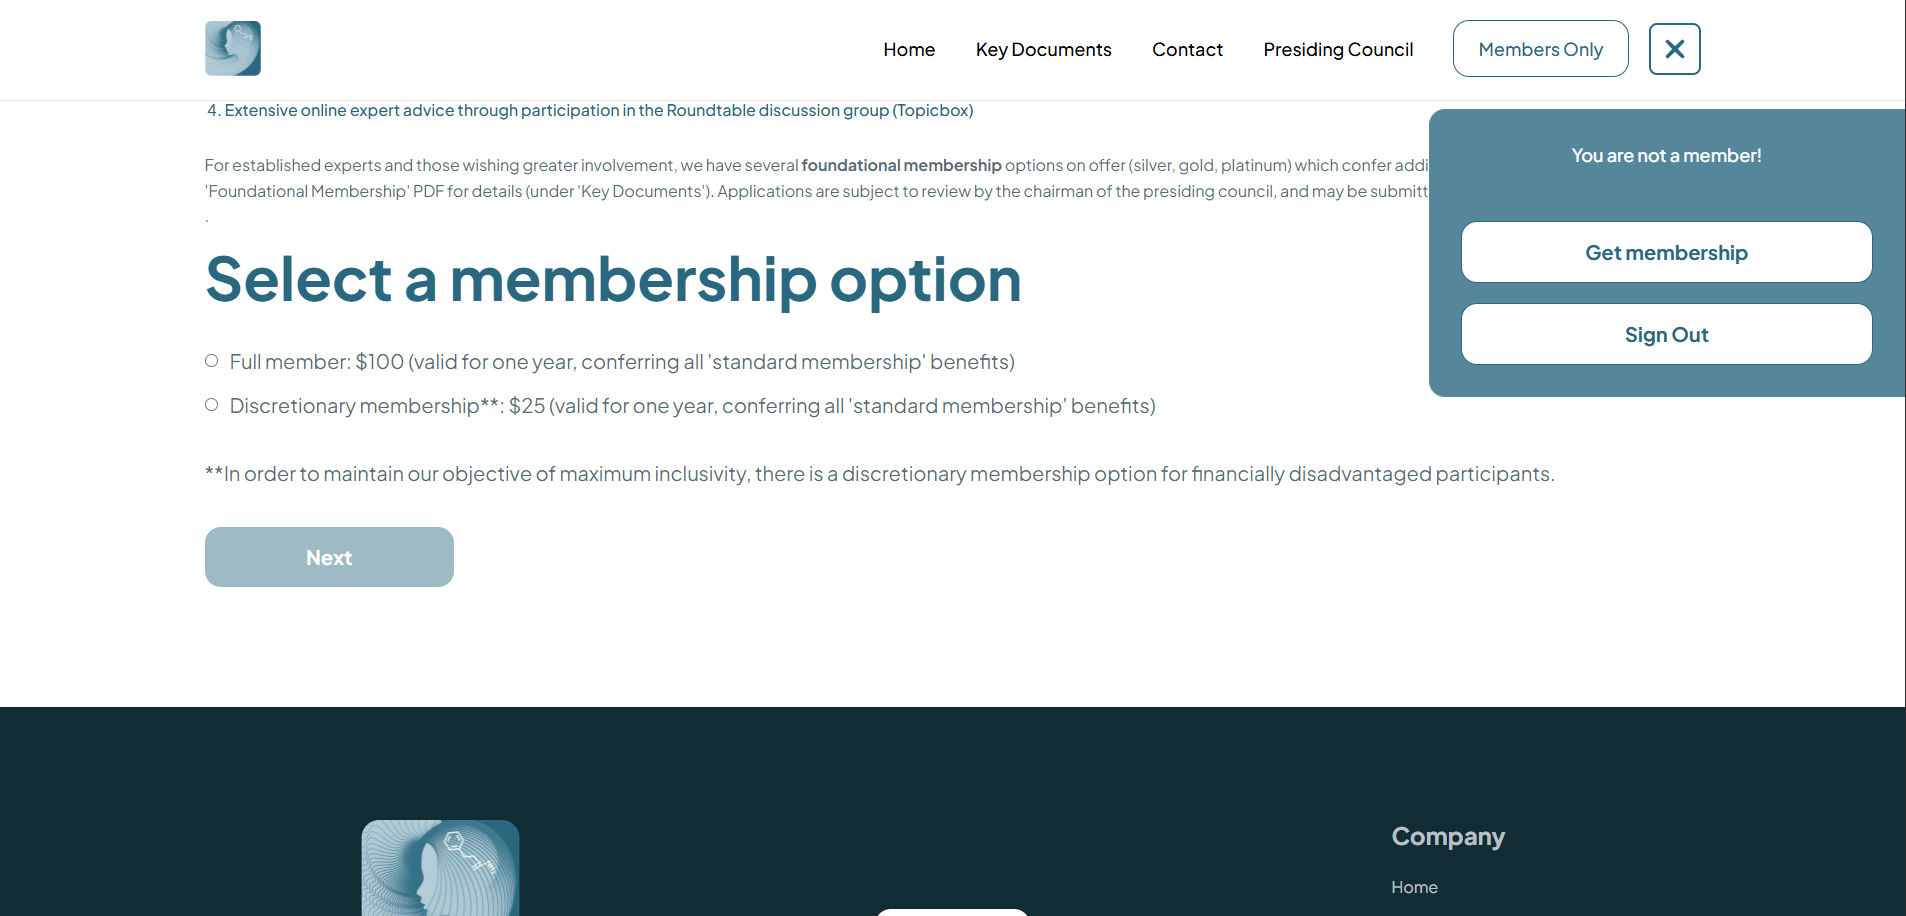 Home Key Documents Contact Presiding Council Members Only
4. Extensive online expert advice through participation in the Roundtable discussion group (Topicbox)
For established experts and those wishing greater involvement, we have several foundational membership options on offer (silver, gold, platinum) which confer addi
'Foundational Membership' PDF for details (under 'Key Documents'). Applications are subject to review by the chairman of the presiding council, and may be submitt
.
You are not a member!
Get membership
Sign Out
Select a membership option
Full member: $100 (valid for one year, conferring all 'standard membership' benefits)
Discretionary membership**: $25 (valid for one year, conferring all 'standard membership' benefits)
**In order to maintain our objective of maximum inclusivity, there is a discretionary membership option for financially disadvantaged participants.
Next
Company
Home